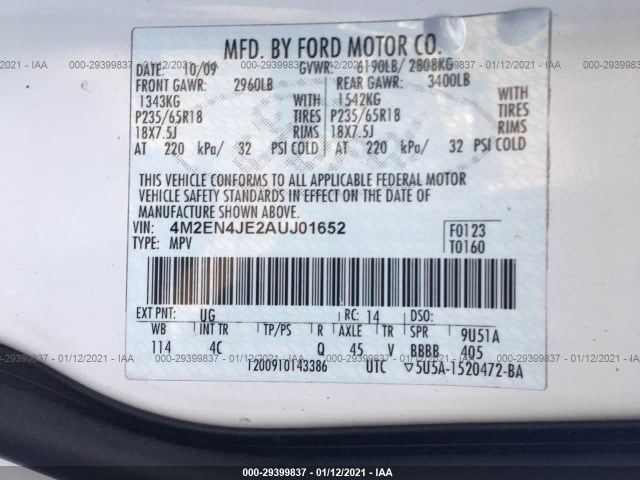 000-29399837 - 01/12/2021 - IAA
MFD. BY FORD MOTOR CO.
DATE: 10/09 GVWR: 6190LB/ 2808KG
FRONT GAWR: 2960LB REAR GAWR: 3400LB
1343KG WITH 1542KG WITH
P235/65R18 TIRES P235/65R18 TIRES
18X7.5J RIMS 18X7.5J RIMS
AT 220 kPa/ 32 PSI COLD AT 220 kPa/ 32 PSI COLD
THIS VEHICLE CONFORMS TO ALL APPLICABLE FEDERAL MOTOR
VEHICLE SAFETY STANDARDS IN EFFECT ON THE DATE OF
MANUFACTURE SHOWN ABOVE.
VIN: 4M2EN4JE2AUJ01652 F0123
TYPE: MPV T0160
EXT PNT: UG RC: 14 DSO:
WB INT TR TP/PS R AXLE TR SPR 9U51A
114 4C Q 45 V BBBB 405
T200910143386 UTC ▽5U5A-1520472-BA
000-29399837 - 01/12/2021 - IAA